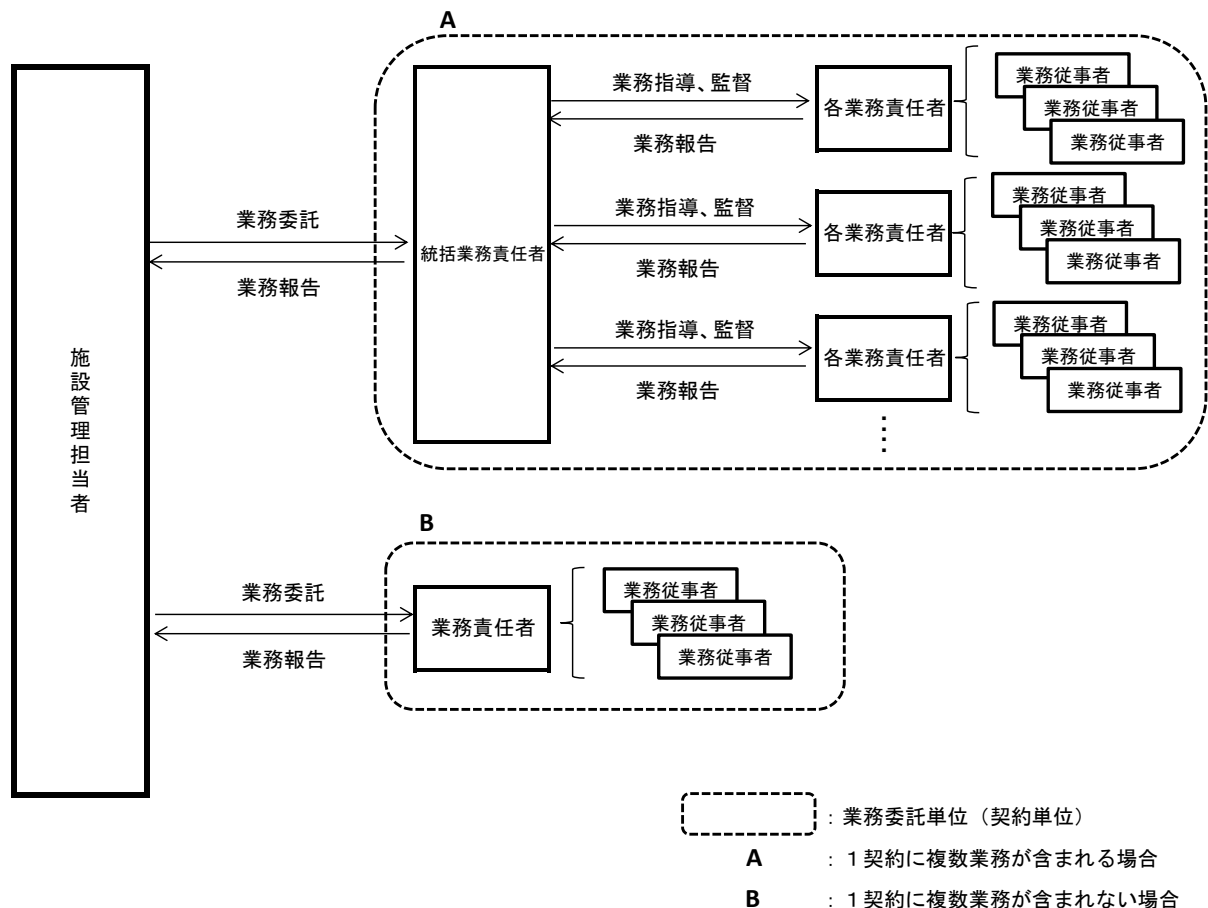 A
業務指導、監督
業務報告
各業務責任者
業務従事者
業務従事者
業務従事者
業務指導、監督
業務報告
各業務責任者
業務従事者
業務従事者
業務従事者
業務委託
業務報告
統括業務責任者
業務指導、監督
業務報告
各業務責任者
業務従事者
業務従事者
業務従事者
施設管理担当者
B
業務委託
業務報告
業務責任者
業務従事者
業務従事者
業務従事者
：業務委託単位（契約単位）
A ：１契約に複数業務が含まれる場合
B ：１契約に複数業務が含まれない場合